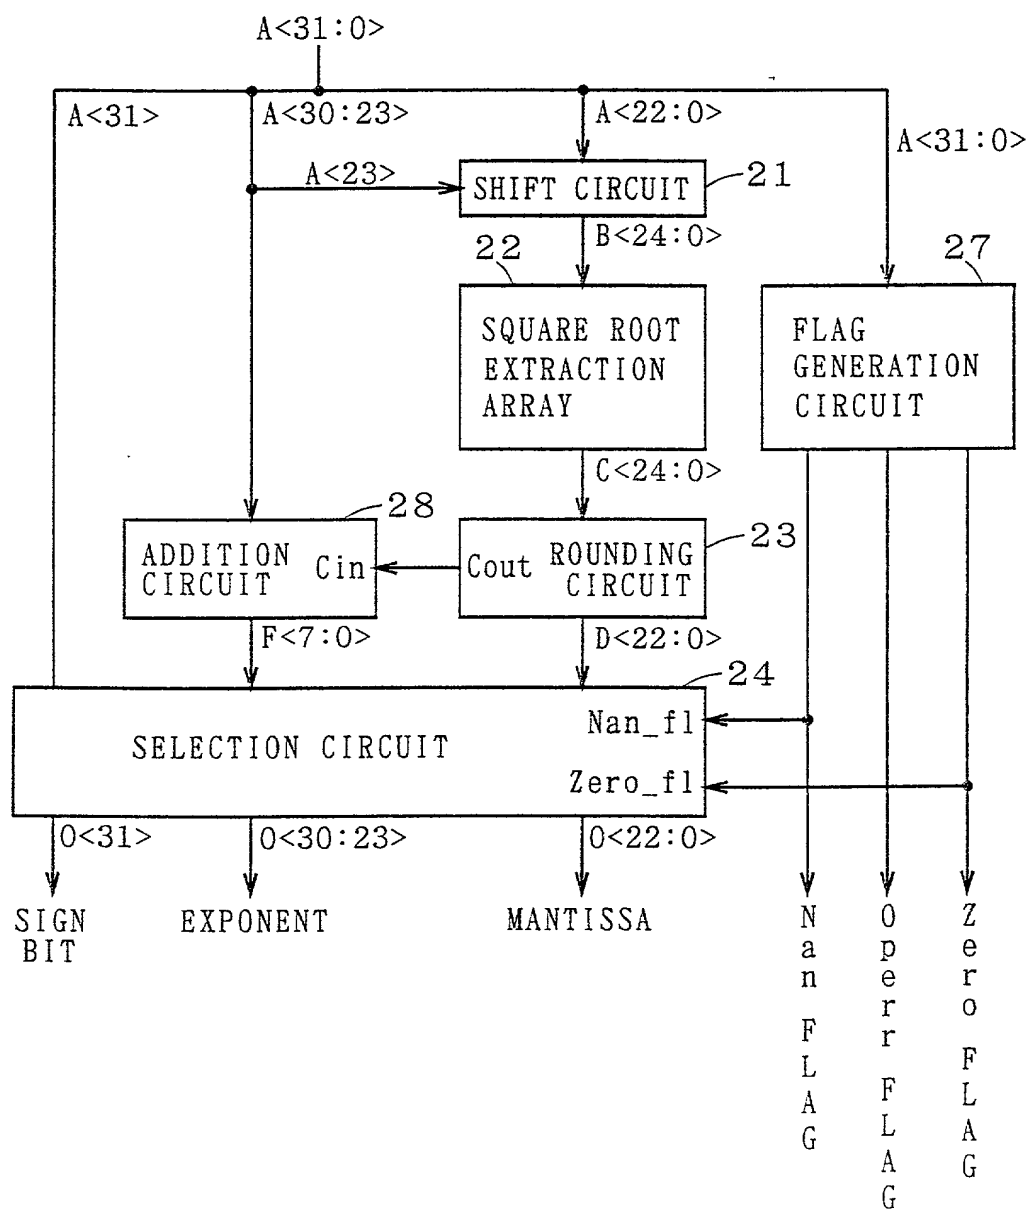 A<31:0>
A<31>
A<30:23>
A<22:0>
A<31:0>
A<23>
SHIFT CIRCUIT
21
B<24:0>
22
27
SQUARE ROOT
EXTRACTION
ARRAY
FLAG
GENERATION
CIRCUIT
C<24:0>
28
23
ADDITION
CIRCUIT
Cin
Cout
ROUNDING
CIRCUIT
F<7:0>
D<22:0>
24
Nan_fl
SELECTION CIRCUIT
Zero_fl
O<31>
O<30:23>
O<22:0>
SIGN
BIT
EXPONENT
MANTISSA
Nan FLAG
Operr FLAG
Zero FLAG